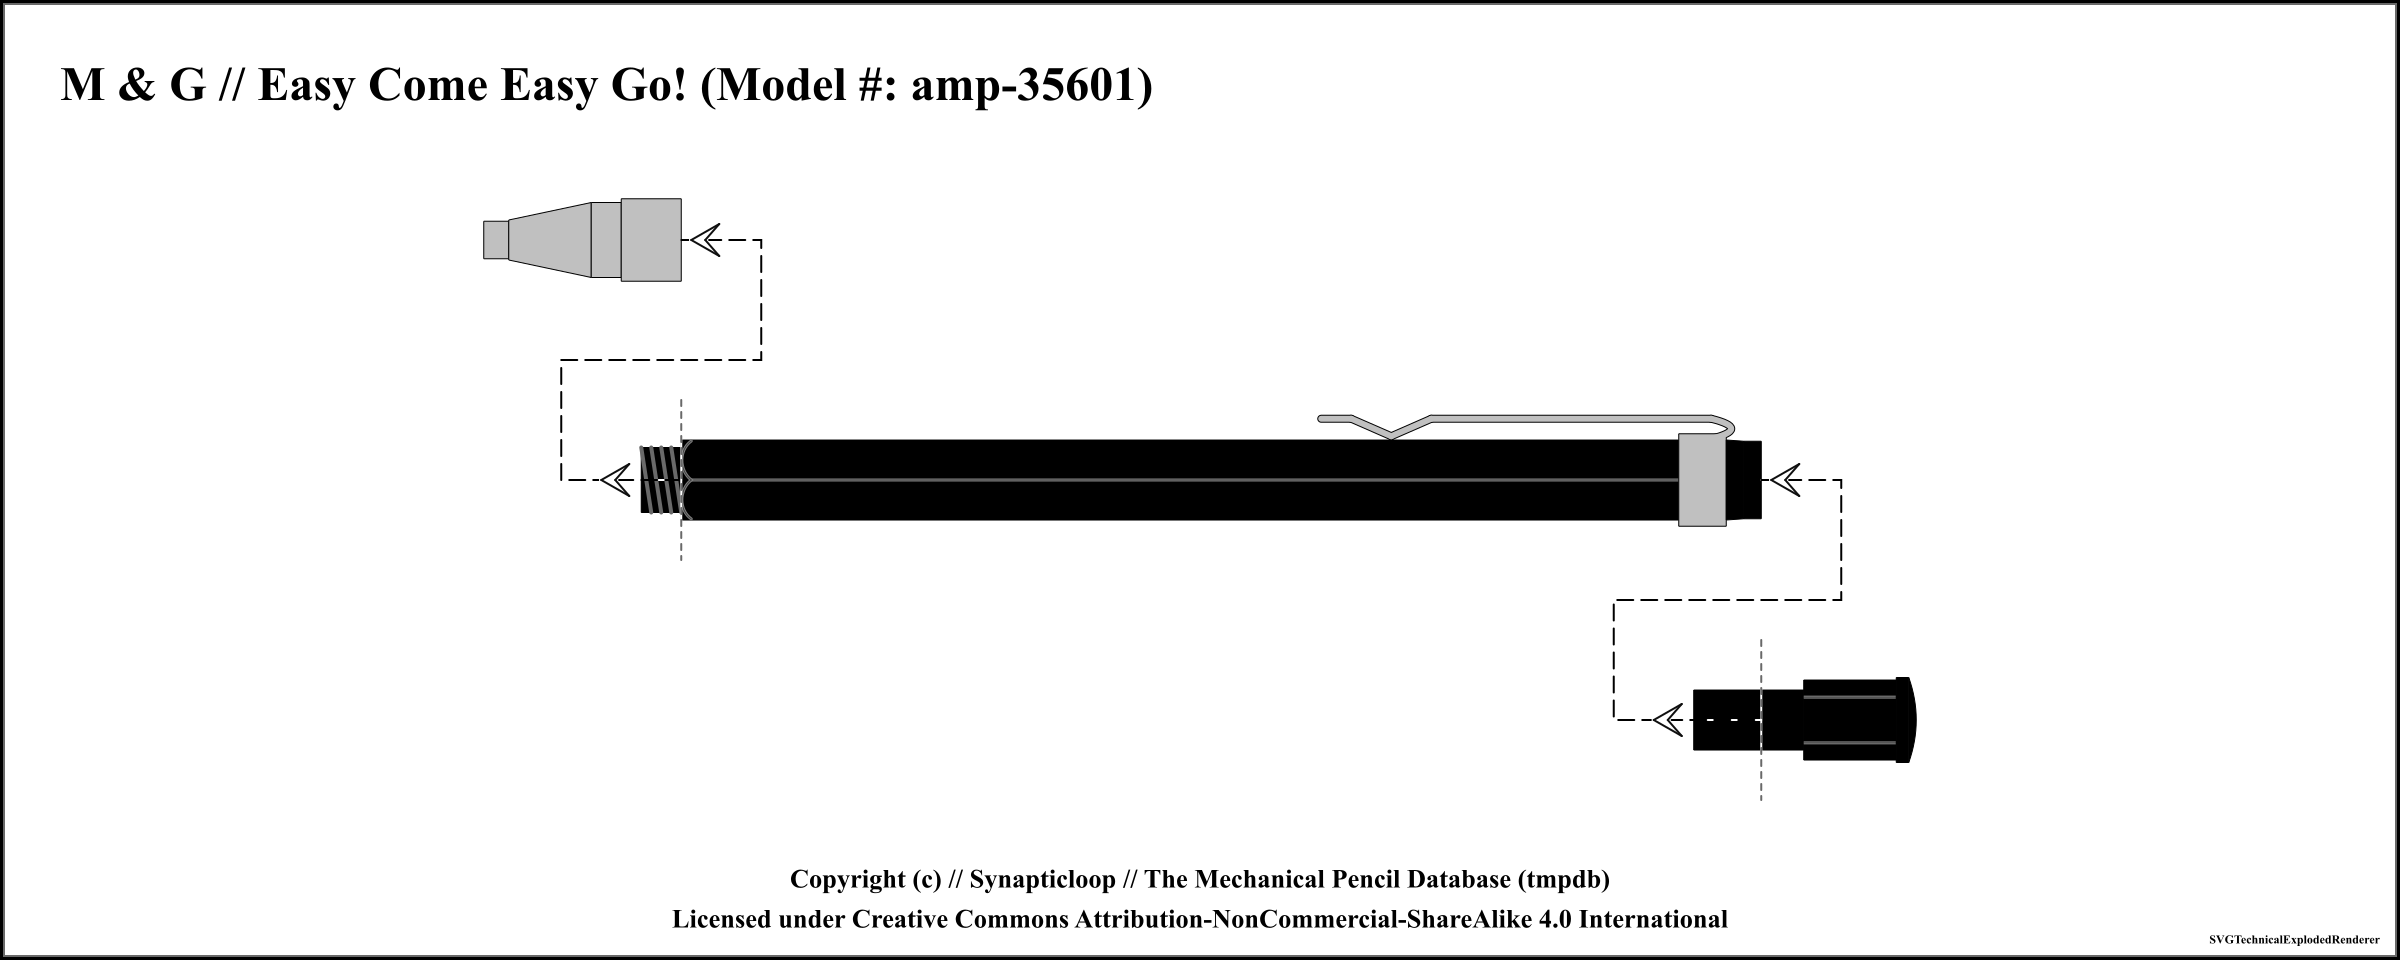 M & G // Easy Come Easy Go! (Model #: amp-35601)
Copyright (c) // Synapticloop // The Mechanical Pencil Database (tmpdb)
Licensed under Creative Commons Attribution-NonCommercial-ShareAlike 4.0 International
SVGTechnicalExplodedRenderer